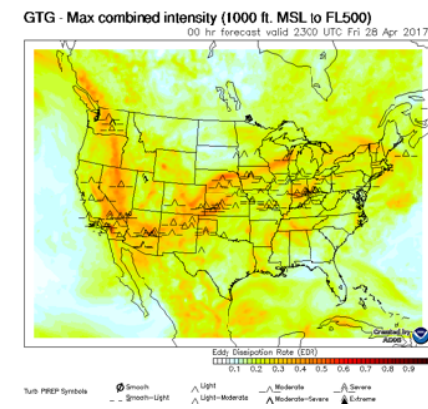 GTG - Max combined intensity (1000 ft. MSL to FL500)
00 hr forecast valid 2300 UTC Fri 28 Apr 2017
Created by
ADDS
NOAA
Eddy Dissipation Rate (EDR)
0.1 0.2 0.3 0.4 0.5 0.6 0.7 0.8 0.9
Turb PIREP Symbols
Smooth Light Moderate Severe
Smooth-Light Light-Moderate Moderate-Severe Extreme